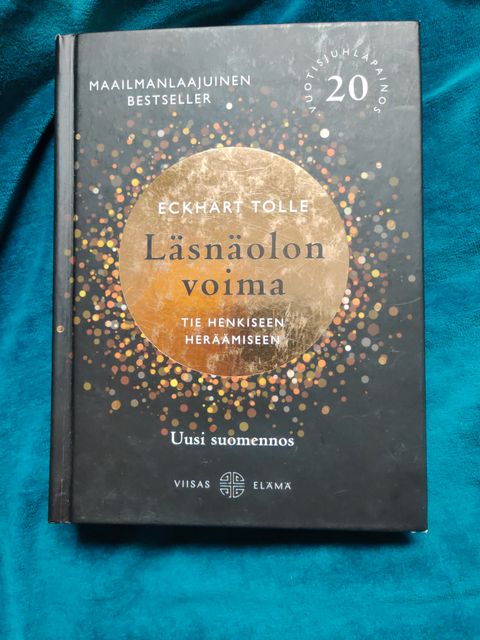 MAAILMANLAAJUINEN
BESTSELLER
VUOTISJUHLAPAINOS
20
ECKHART TOLLE
Läsnäolon
voima
TIE HENKISEEN
HERÄÄMISEEN
Uusi suomennos
VIISAS ELÄMÄ